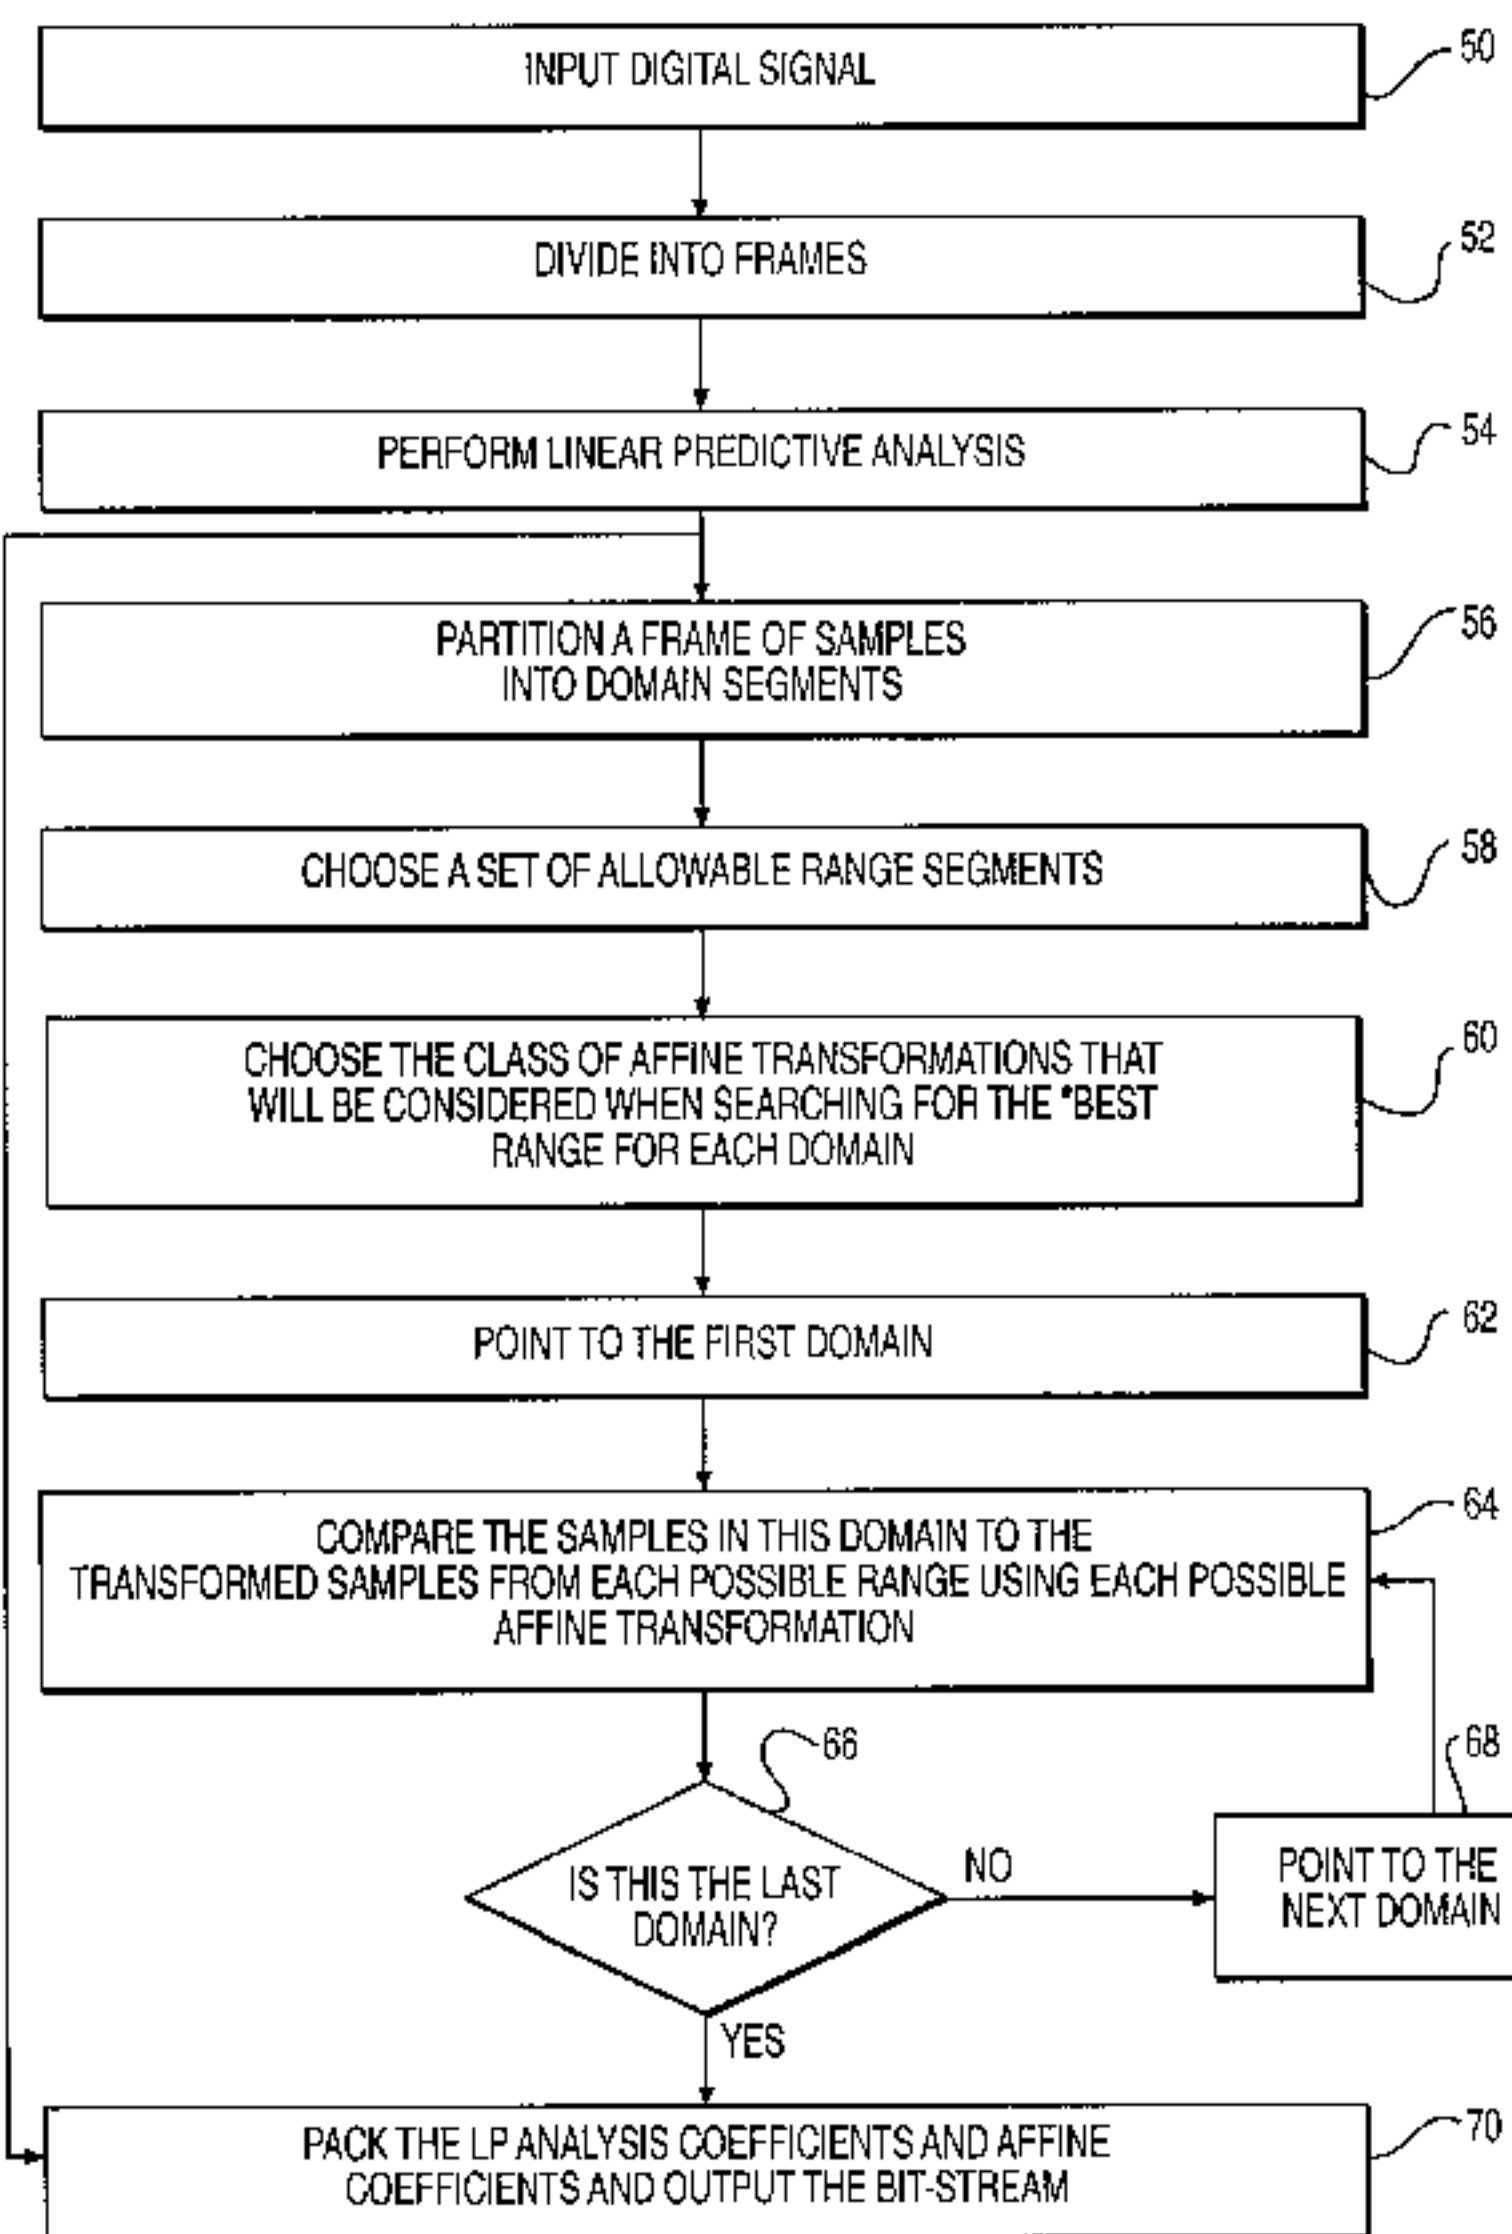 INPUT DIGITAL SIGNAL
50
DIVIDE INTO FRAMES
52
PERFORM LINEAR PREDICTIVE ANALYSIS
54
PARTITION A FRAME OF SAMPLES
INTO DOMAIN SEGMENTS
56
CHOOSE A SET OF ALLOWABLE RANGE SEGMENTS
58
CHOOSE THE CLASS OF AFFINE TRANSFORMATIONS THAT
WILL BE CONSIDERED WHEN SEARCHING FOR THE "BEST
RANGE FOR EACH DOMAIN
60
POINT TO THE FIRST DOMAIN
62
COMPARE THE SAMPLES IN THIS DOMAIN TO THE
TRANSFORMED SAMPLES FROM EACH POSSIBLE RANGE USING EACH POSSIBLE
AFFINE TRANSFORMATION
64
66
IS THIS THE LAST
DOMAIN?
NO
68
POINT TO THE
NEXT DOMAIN
YES
PACK THE LP ANALYSIS COEFFICIENTS AND AFFINE
COEFFICIENTS AND OUTPUT THE BIT-STREAM
70